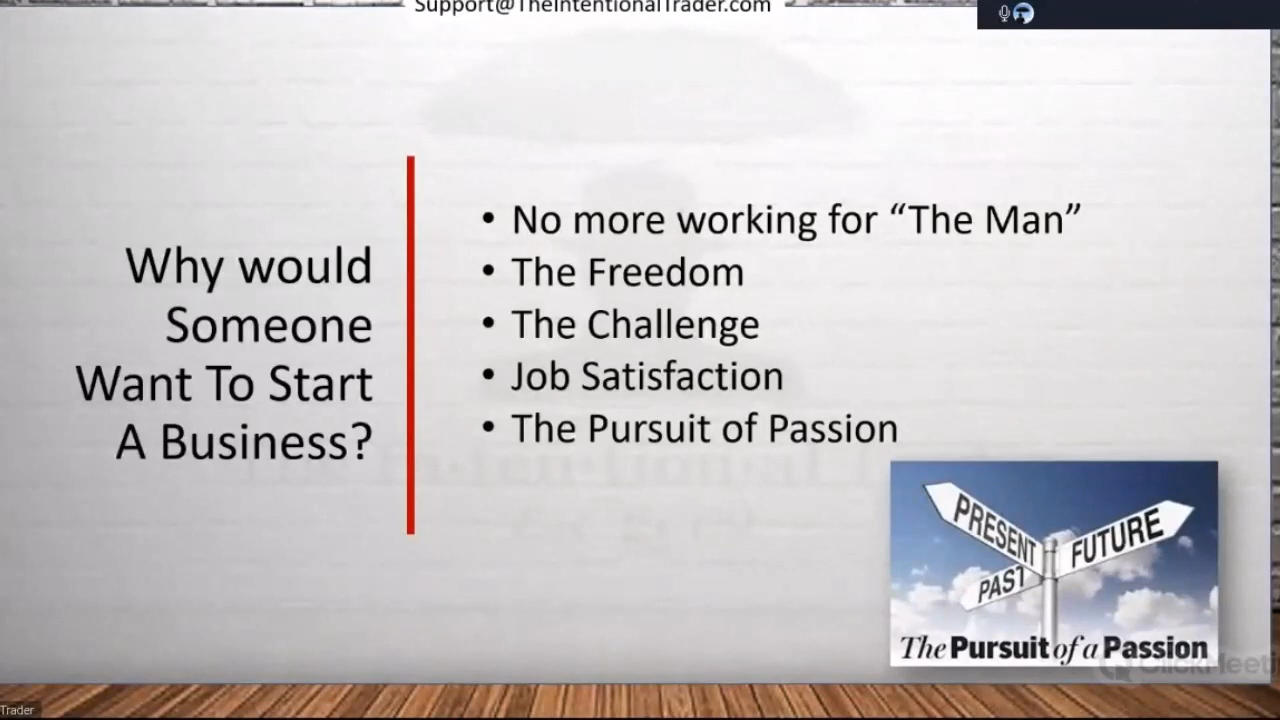 Support@TheIntentionalTrader.com
Why would
Someone
Want To Start
A Business?
• No more working for “The Man”
• The Freedom
• The Challenge
• Job Satisfaction
• The Pursuit of Passion
PRESENT
FUTURE
PAST
The Pursuit of a Passion
ClickMeeti
Trader